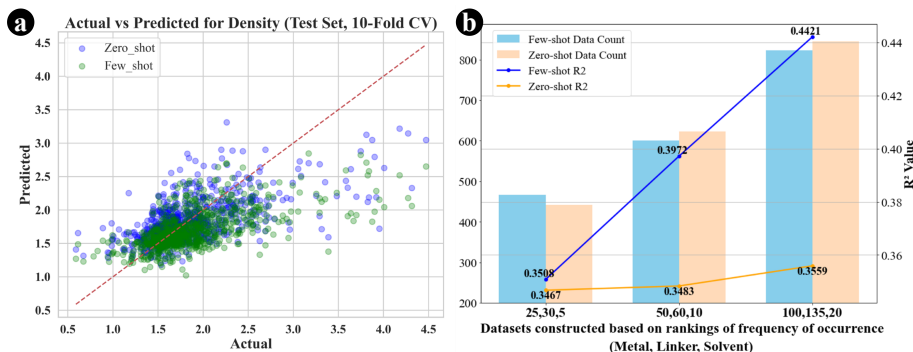 a
Actual vs Predicted for Density (Test Set, 10-Fold CV)
Zero_shot
Few_shot
Predicted
4.5
4.0
3.5
3.0
2.5
2.0
1.5
1.0
0.5
0.5 1.0 1.5 2.0 2.5 3.0 3.5 4.0 4.5
Actual
b
Few-shot Data Count
Zero-shot Data Count
Few-shot R2
Zero-shot R2
800
700
600
500
400
300
200
0.4421
0.3972
0.3508
0.3467
0.3483
0.3559
0.44
0.42
0.40
0.38
0.36
R² Value
25,30,5 50,60,10 100,135,20
Datasets constructed based on rankings of frequency of occurrence
(Metal, Linker, Solvent)